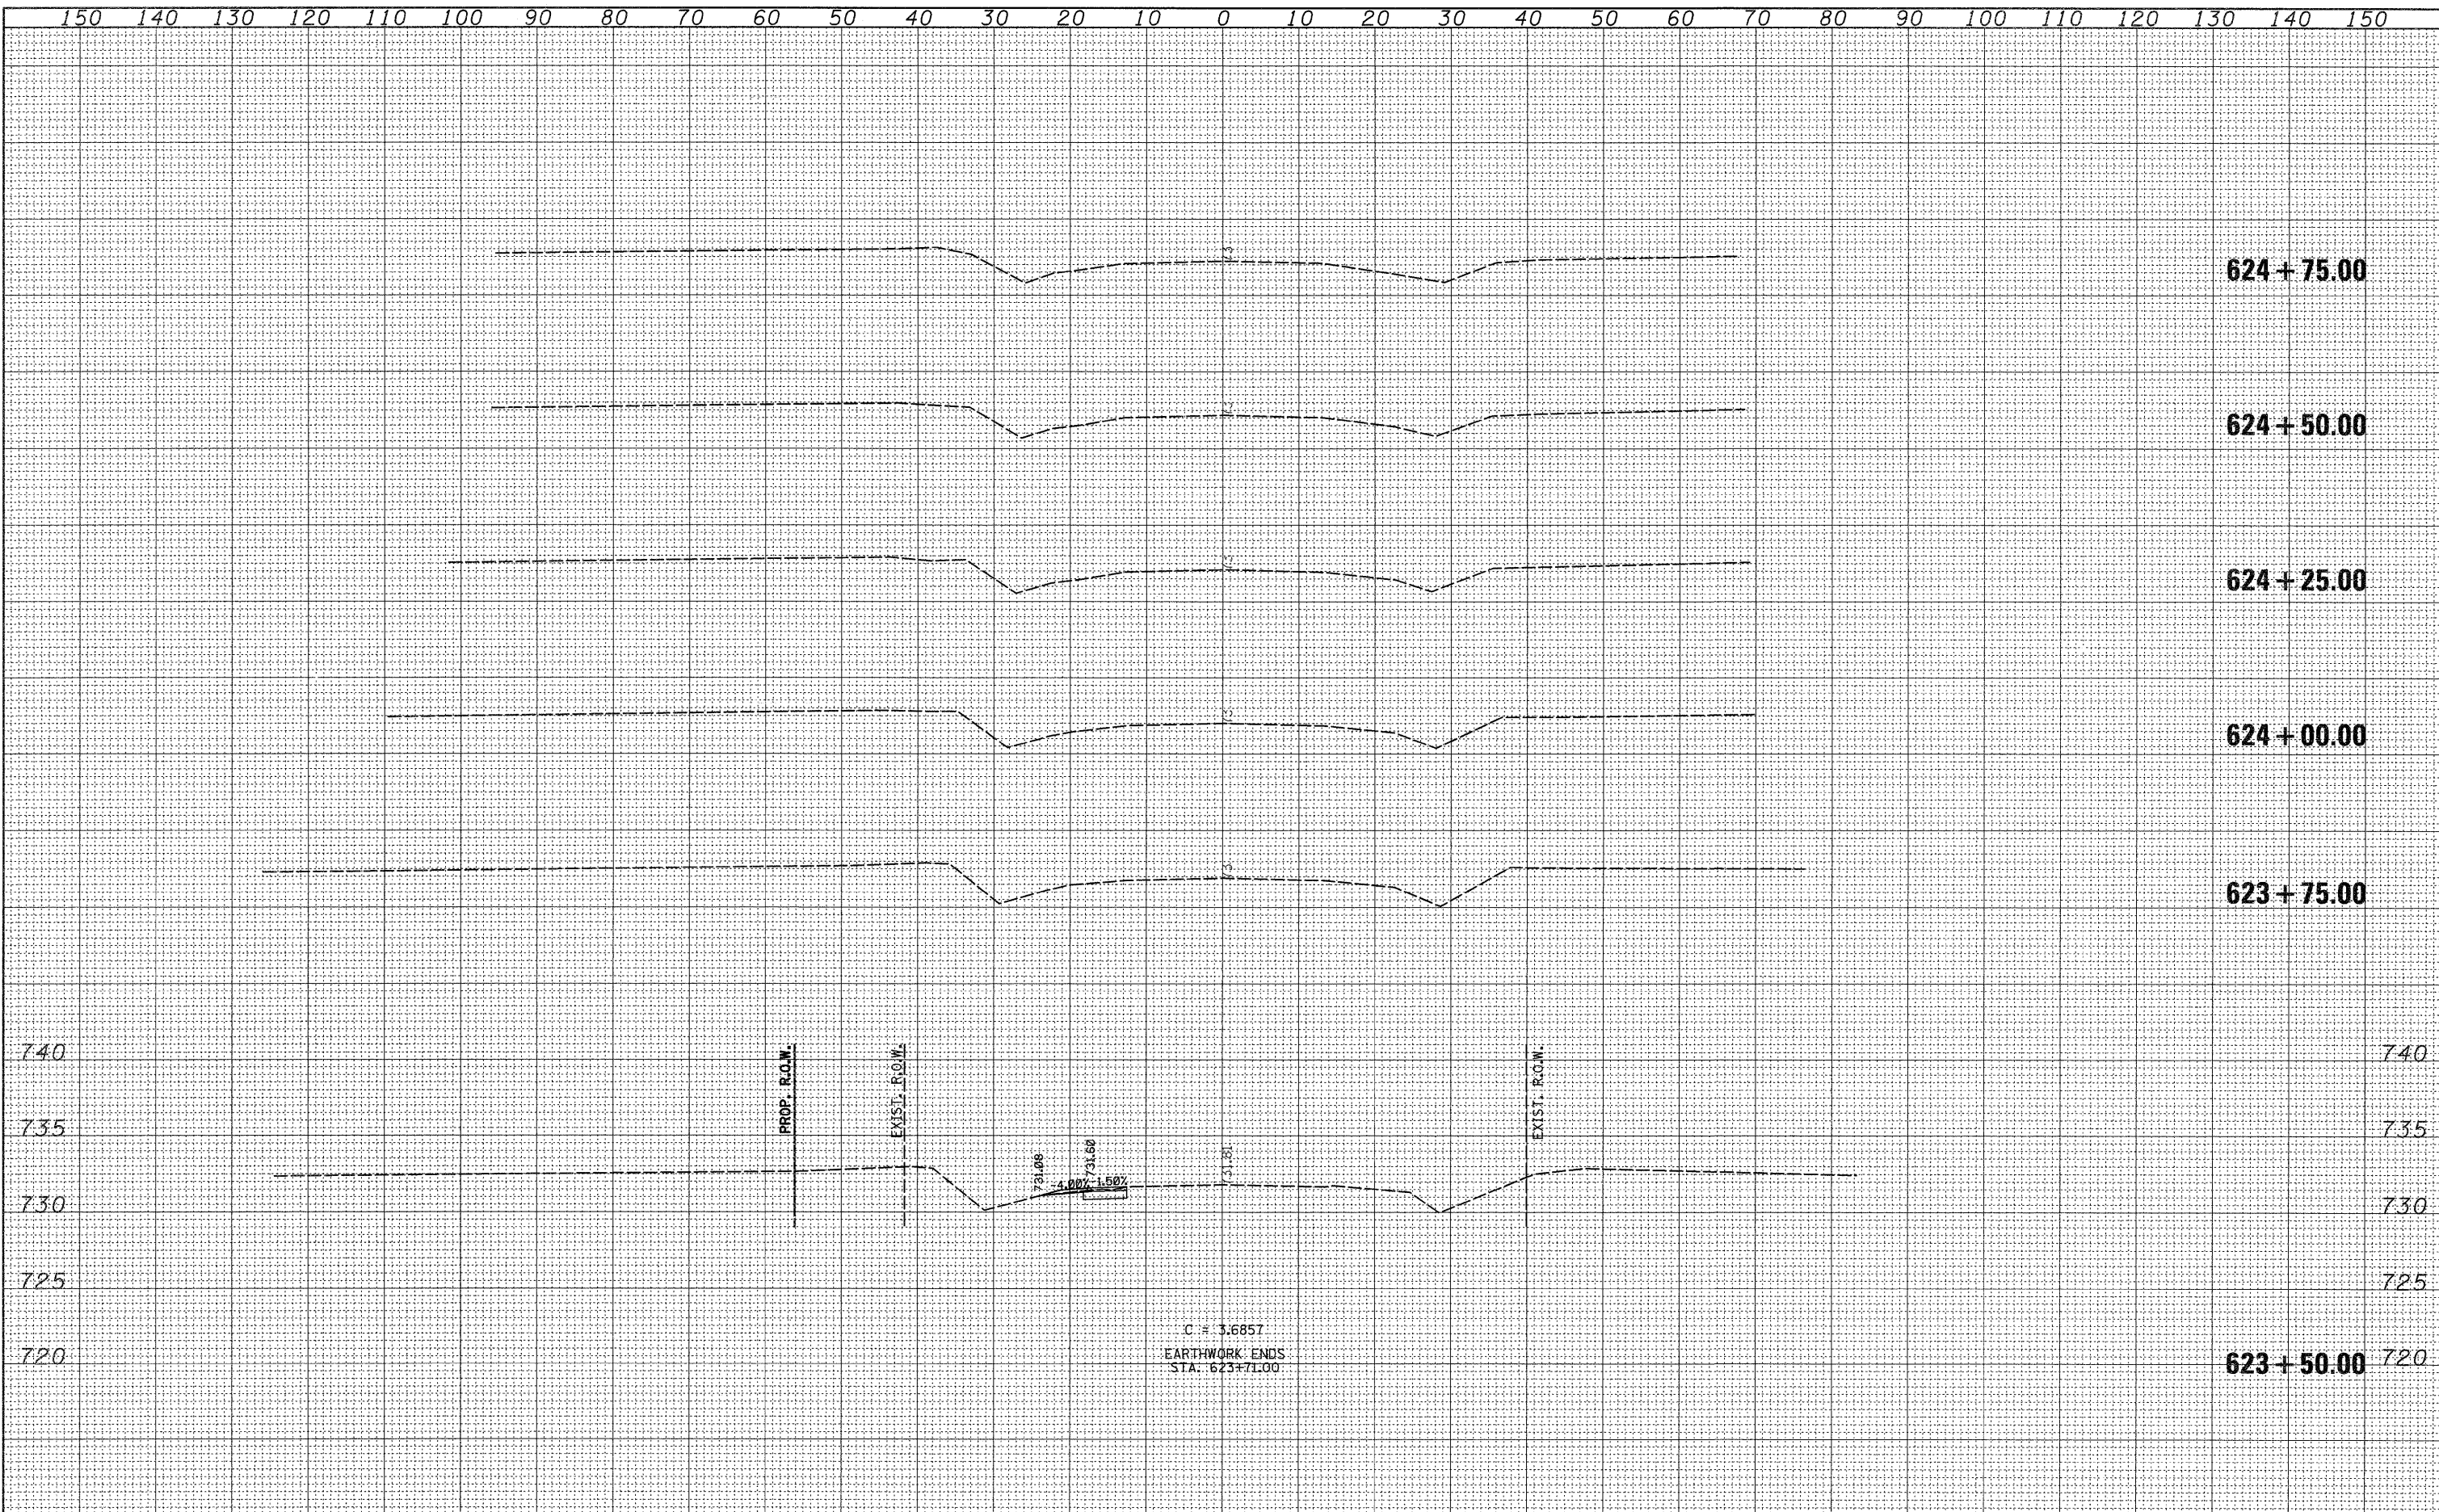 150 140 130 120 110 100 90 80 70 60 50 40 30 20 10 0 10 20 30 40 50 60 70 80 90 100 110 120 130 140 150
624 + 75.00
624 + 50.00
624 + 25.00
624 + 00.00
623 + 75.00
740 740
PROP. R.O.W.
EXIST. R.O.W.
EXIST. R.O.W.
735 735
731.08
731.60
731.81
-4.00% -1.50%
730 730
725 725
C = 3.6857
EARTHWORK ENDS
STA. 623+71.00
720 623 + 50.00 720